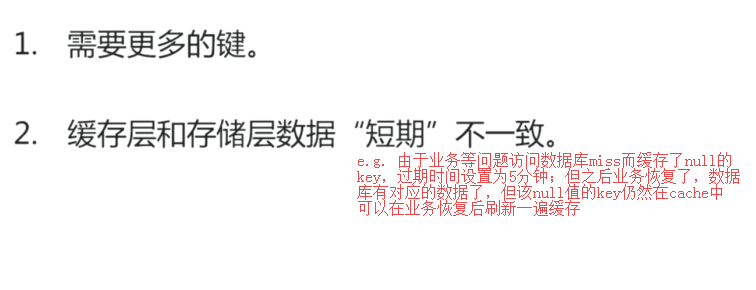 1. 需要更多的键。
2. 缓存层和存储层数据“短期”不一致。
e.g. 由于业务等问题访问数据库miss而缓存了null的
key，过期时间设置为5分钟；但之后业务恢复了，数据
库有对应的数据了，但该null值的key仍然在cache中
可以在业务恢复后刷新一遍缓存